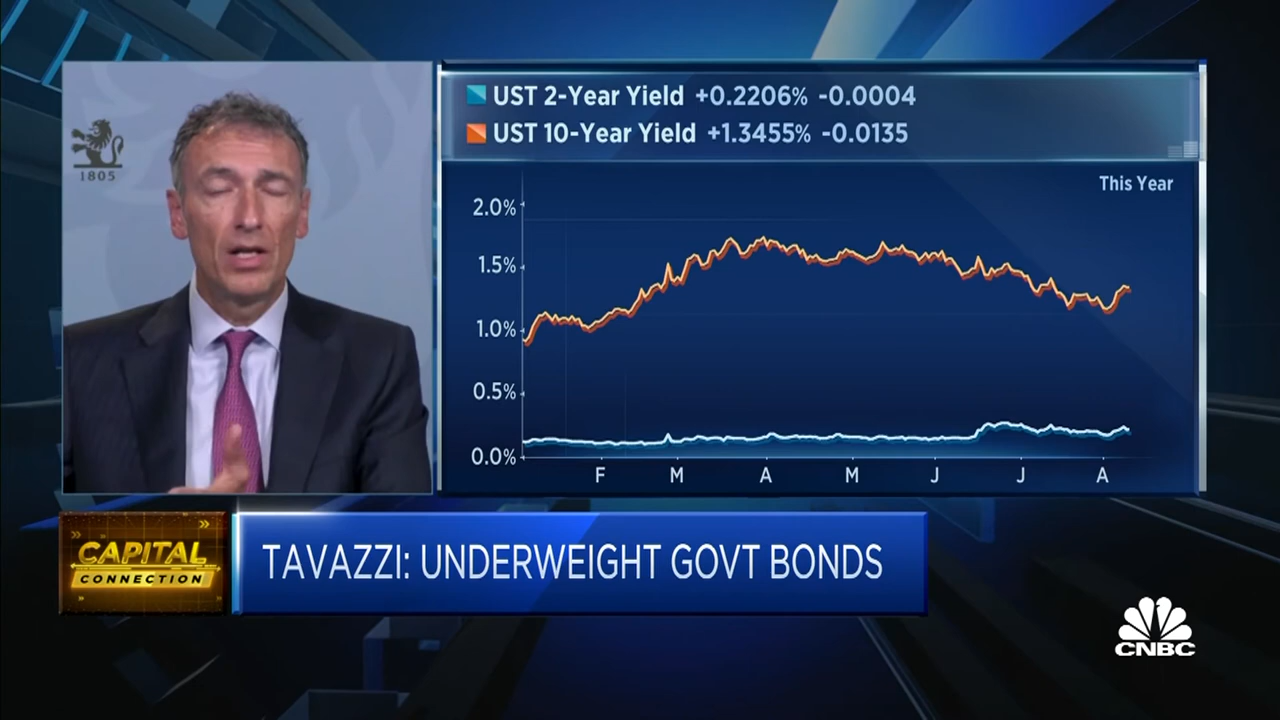 1805
UST 2-Year Yield +0.2206% -0.0004
UST 10-Year Yield +1.3455% -0.0135
This Year
2.0%
1.5%
1.0%
0.5%
0.0%
F M A M J J A
CAPITAL
CONNECTION
TAVAZZI: UNDERWEIGHT GOVT BONDS
CNBC